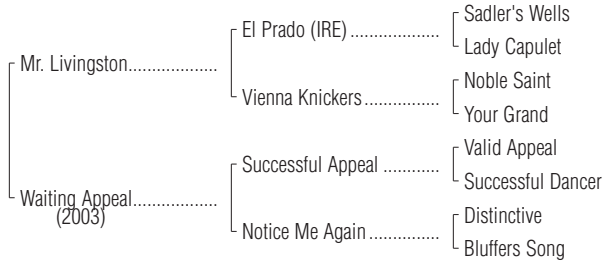 Sadler's Wells
El Prado (IRE) ..................
Lady Capulet
Mr. Livingston..................
Noble Saint
Vienna Knickers...............
Your Grand
Valid Appeal
Successful Appeal ............
Successful Dancer
Waiting Appeal.................
(2003)
Distinctive
Notice Me Again...............
Bluffers Song